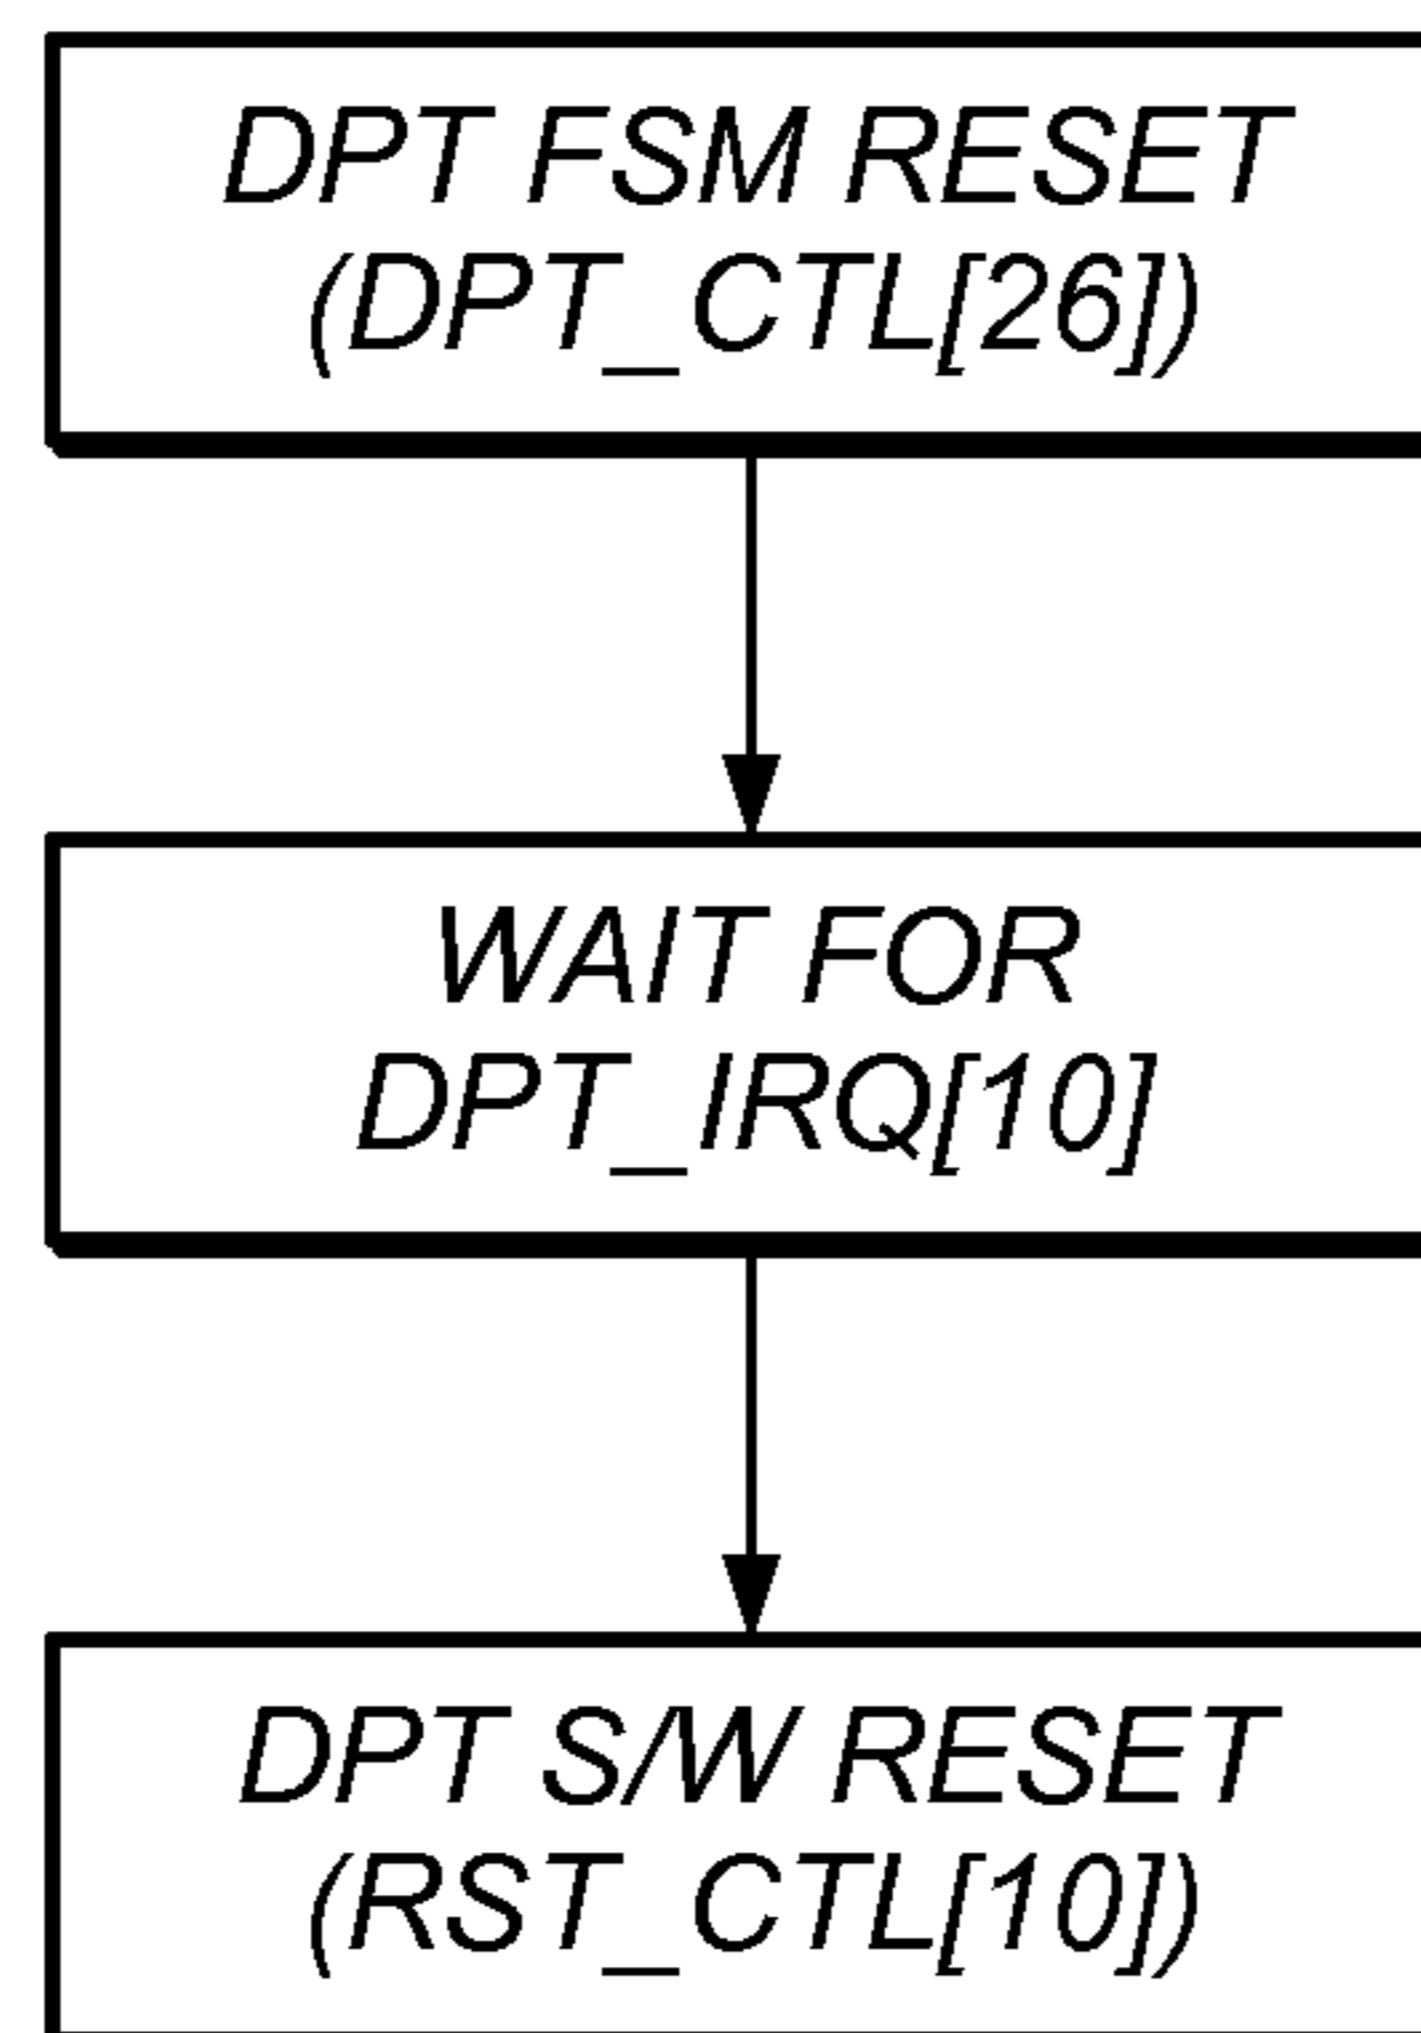 DPT FSM RESET
(DPT_CTL[26])
WAIT FOR
DPT_IRQ[10]
DPT S/W RESET
(RST_CTL[10])